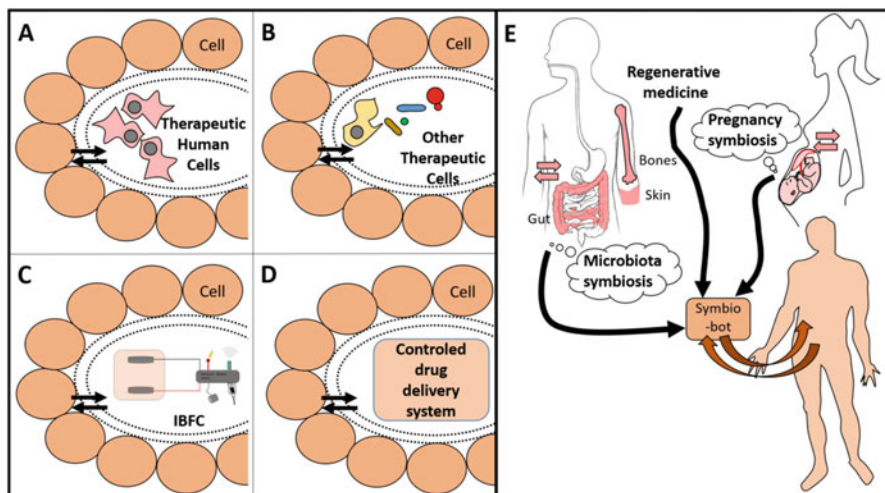 A
Cell
Therapeutic
Human
Cells
B
Cell
Other
Therapeutic
Cells
C
Cell
IBFC
D
Cell
Controled
drug
delivery
system
E
Regenerative
medicine
Pregnancy
symbiosis
Bones
Skin
Gut
Microbiota
symbiosis
Symbio
-bot